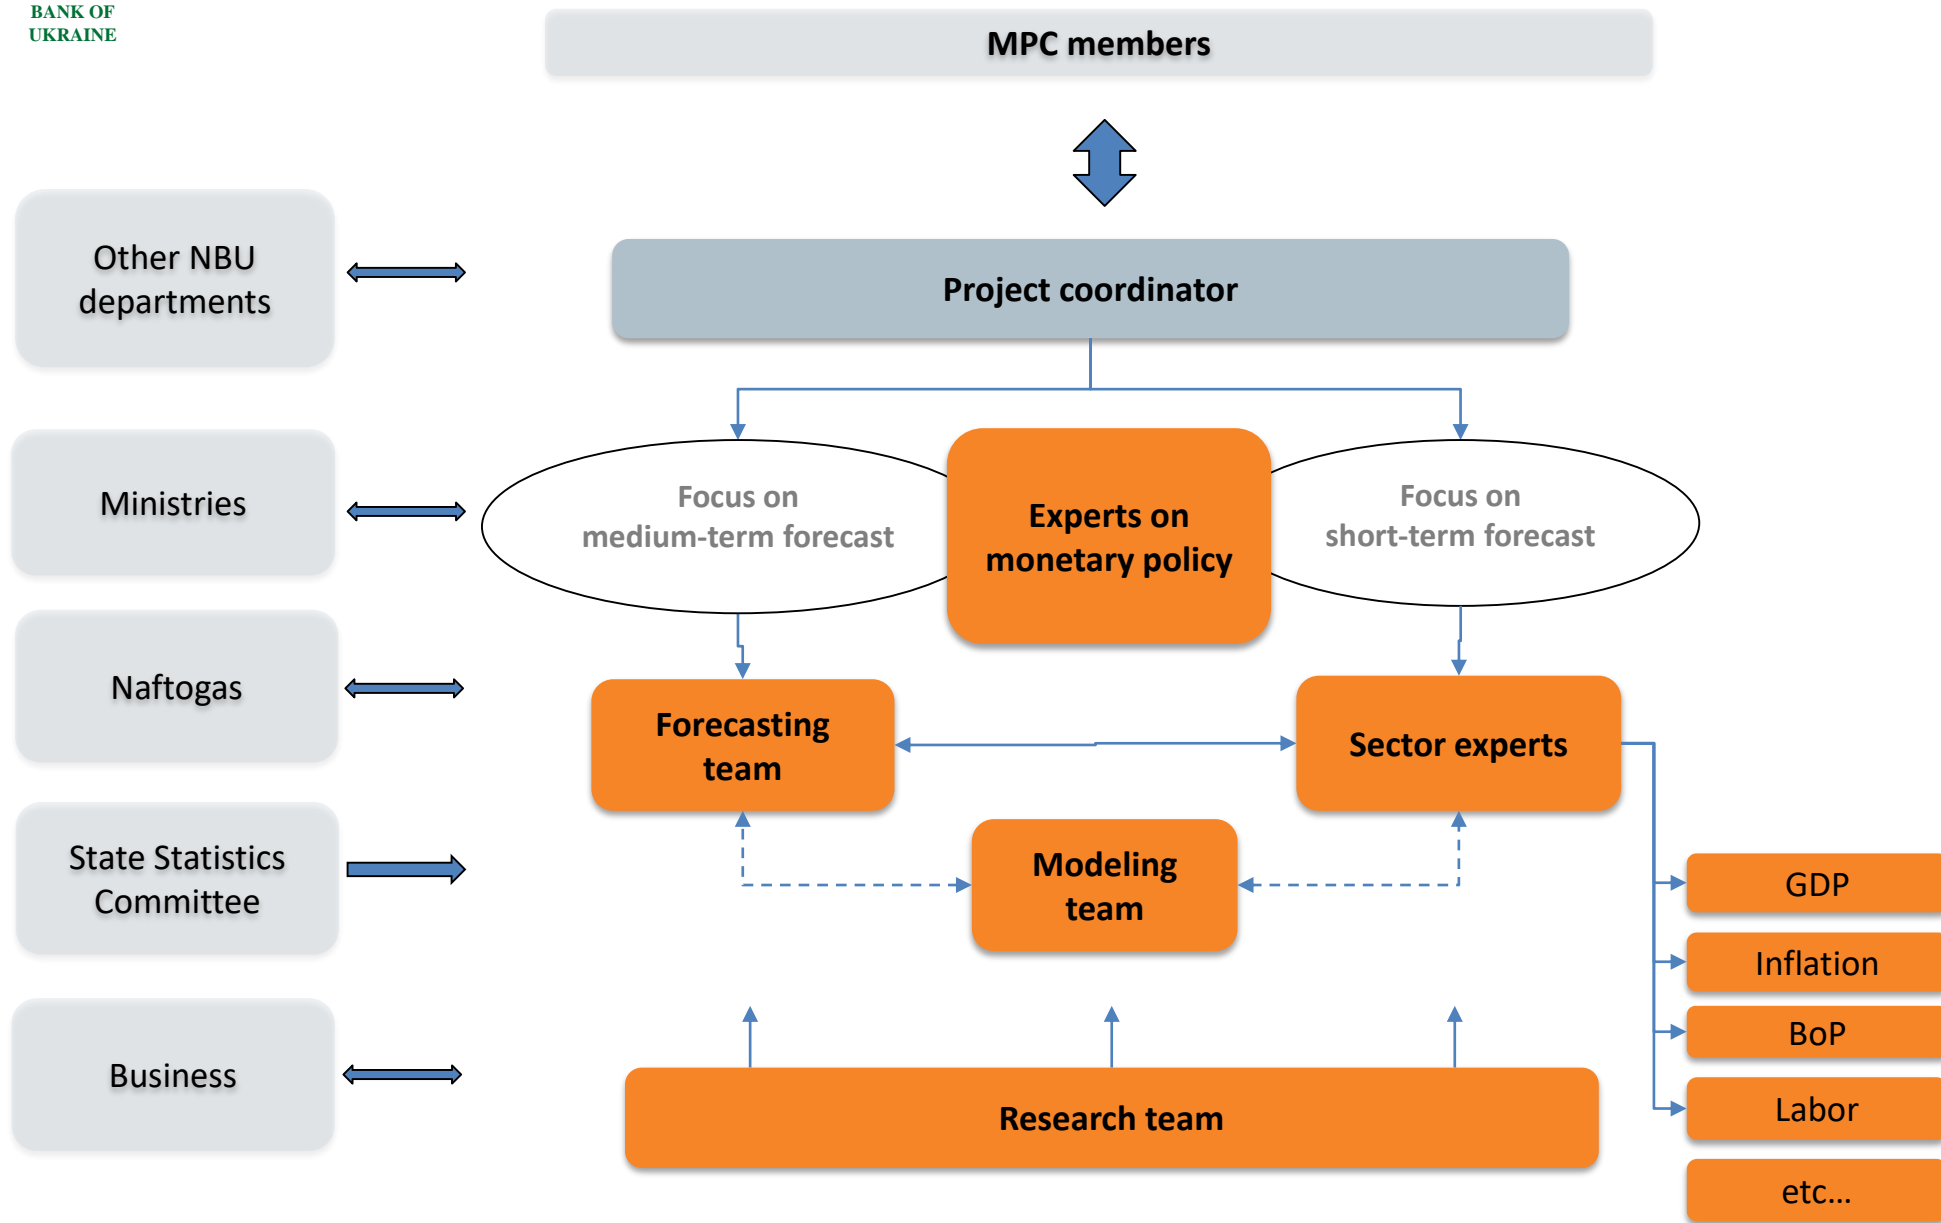 BANK OF
UKRAINE
MPC members
Other NBU
departments
Project coordinator
Ministries
Focus on
medium-term forecast
Experts on
monetary policy
Focus on
short-term forecast
Naftogas
Forecasting
team
Sector experts
State Statistics
Committee
Modeling
team
GDP
Inflation
BoP
Labor
etc...
Business
Research team